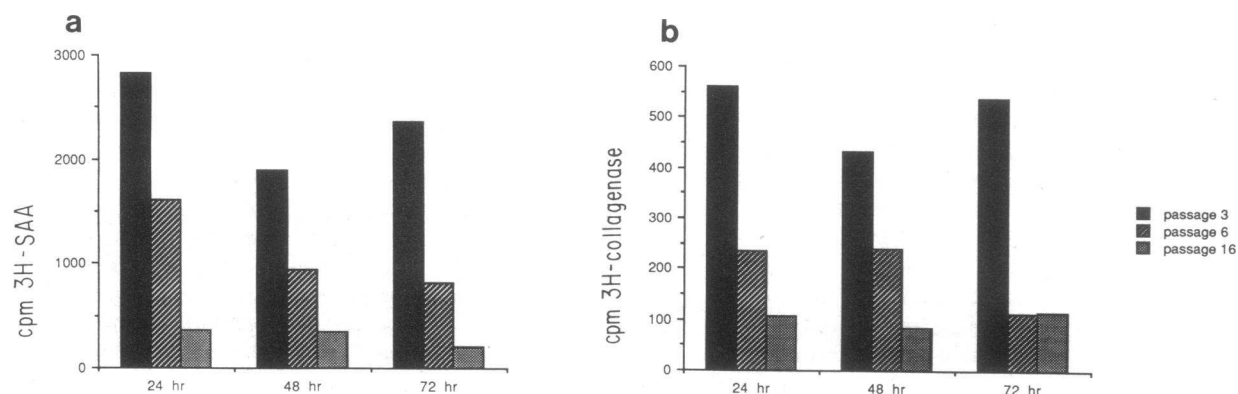 a
3000
2000
1000
0
cpm 3H-SAA
24 hr
48 hr
72 hr
b
600
500
400
300
200
100
0
cpm 3H-collagenase
24 hr
48 hr
72 hr
passage 3
passage 6
passage 16